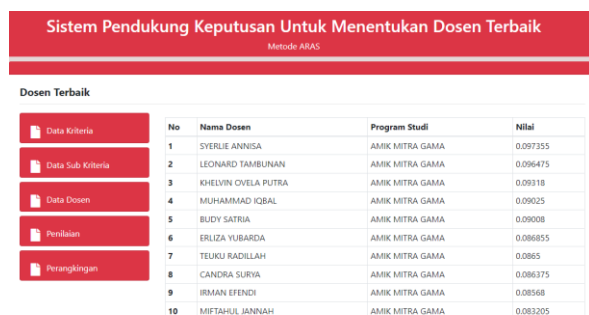 Sistem Pendukung Keputusan Untuk Menentukan Dosen Terbaik
Metode ARAS
Dosen Terbaik
Data Kriteria
Data Sub Kriteria
Data Dosen
Penilaian
Perangkingan
No Nama Dosen Program Studi Nilai
1 SYERLIE ANNISA AMIK MITRA GAMA 0.097355
2 LEONARD TAMBUNAN AMIK MITRA GAMA 0.096475
3 KHELVIN OVELA PUTRA AMIK MITRA GAMA 0.09318
4 MUHAMMAD IQBAL AMIK MITRA GAMA 0.09025
5 BUDY SATRIA AMIK MITRA GAMA 0.09008
6 ERLIZA YUBARDA AMIK MITRA GAMA 0.086855
7 TEUKU RADILLAH AMIK MITRA GAMA 0.0865
8 CANDRA SURYA AMIK MITRA GAMA 0.086375
9 IRMAN EFENDI AMIK MITRA GAMA 0.08568
10 MIFTAHUL JANNAH AMIK MITRA GAMA 0.083205